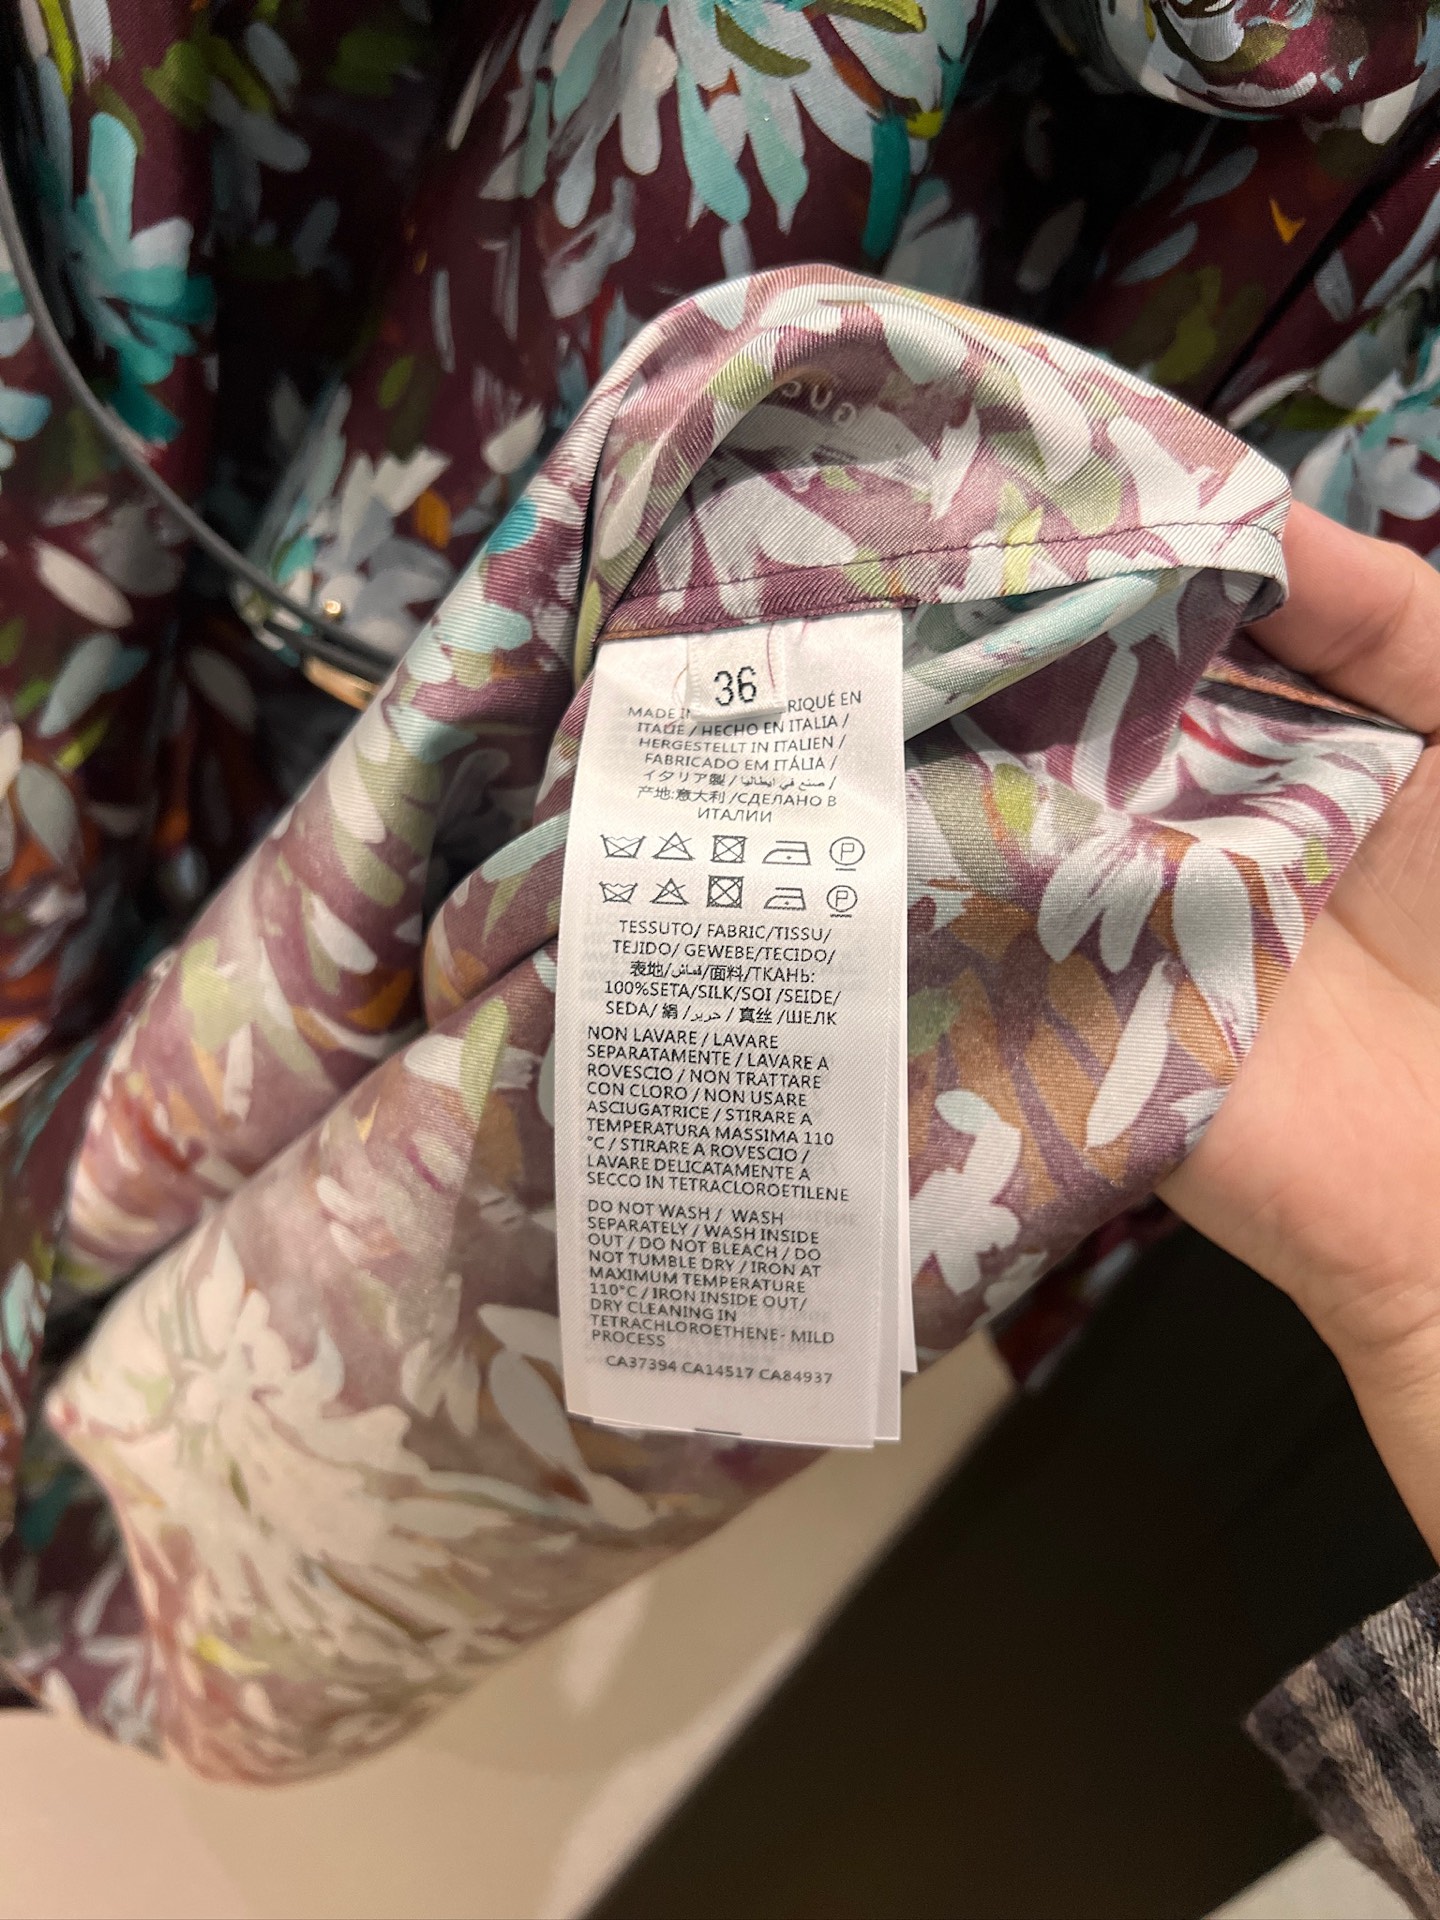 GUC
36
MADE IN RIQUÉ EN
ITALIE / HECHO EN ITALIA /
HERGESTELLT IN ITALIEN /
FABRICADO EM ITÁLIA /
イタリア製 / صنع في ايطاليا /
产地:意大利 /СДЕЛАНО В
ИТАЛИИ
P
P
TESSUTO/ FABRIC/TISSU/
TEJIDO/ GEWEBE/TECIDO/
表地/قماش/面料/ТКАНЬ:
100%SETA/SILK/SOI /SEIDE/
SEDA/ 絹 /حرير / 真丝 /ШЕЛК
NON LAVARE / LAVARE
SEPARATAMENTE / LAVARE A
ROVESCIO / NON TRATTARE
CON CLORO / NON USARE
ASCIUGATRICE / STIRARE A
TEMPERATURA MASSIMA 110
°C / STIRARE A ROVESCIO /
LAVARE DELICATAMENTE A
SECCO IN TETRACLOROETILENE
DO NOT WASH / WASH
SEPARATELY / WASH INSIDE
OUT / DO NOT BLEACH / DO
NOT TUMBLE DRY / IRON AT
MAXIMUM TEMPERATURE
110°C / IRON INSIDE OUT/
DRY CLEANING IN
TETRACHLOROETHENE- MILD
PROCESS
CA37394 CA14517 CA84937